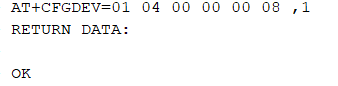 AT+CFGDEV=01 04 00 00 00 08 ,1
RETURN DATA:
OK